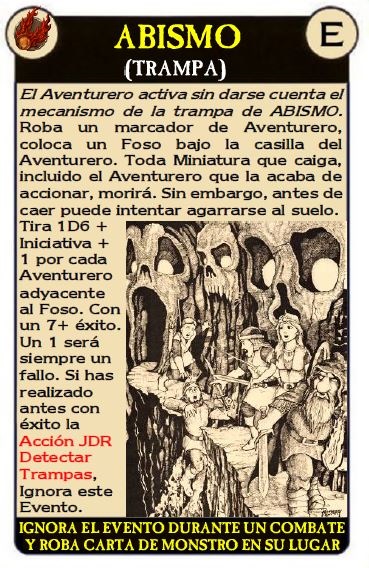 ABISMO
E
(TRAMPA)
El Aventurero activa sin darse cuenta el
mecanismo de la trampa de ABISMO.
Roba un marcador de Aventurero,
coloca un Foso bajo la casilla del
Aventurero. Toda Miniatura que caiga,
incluido el Aventurero que la acaba de
accionar, morirá. Sin embargo, antes de
caer puede intentar agarrarse al suelo.
Tira 1D6 +
Iniciativa +
1 por cada
Aventurero
adyacente
al Foso. Con
un 7+ éxito.
Un 1 será
siempre un
fallo. Si has
realizado
antes con
éxito la
Acción JDR
Detectar
Trampas,
Ignora este
Evento.
IGNORA EL EVENTO DURANTE UN COMBATE
Y ROBA CARTA DE MONSTRO EN SU LUGAR